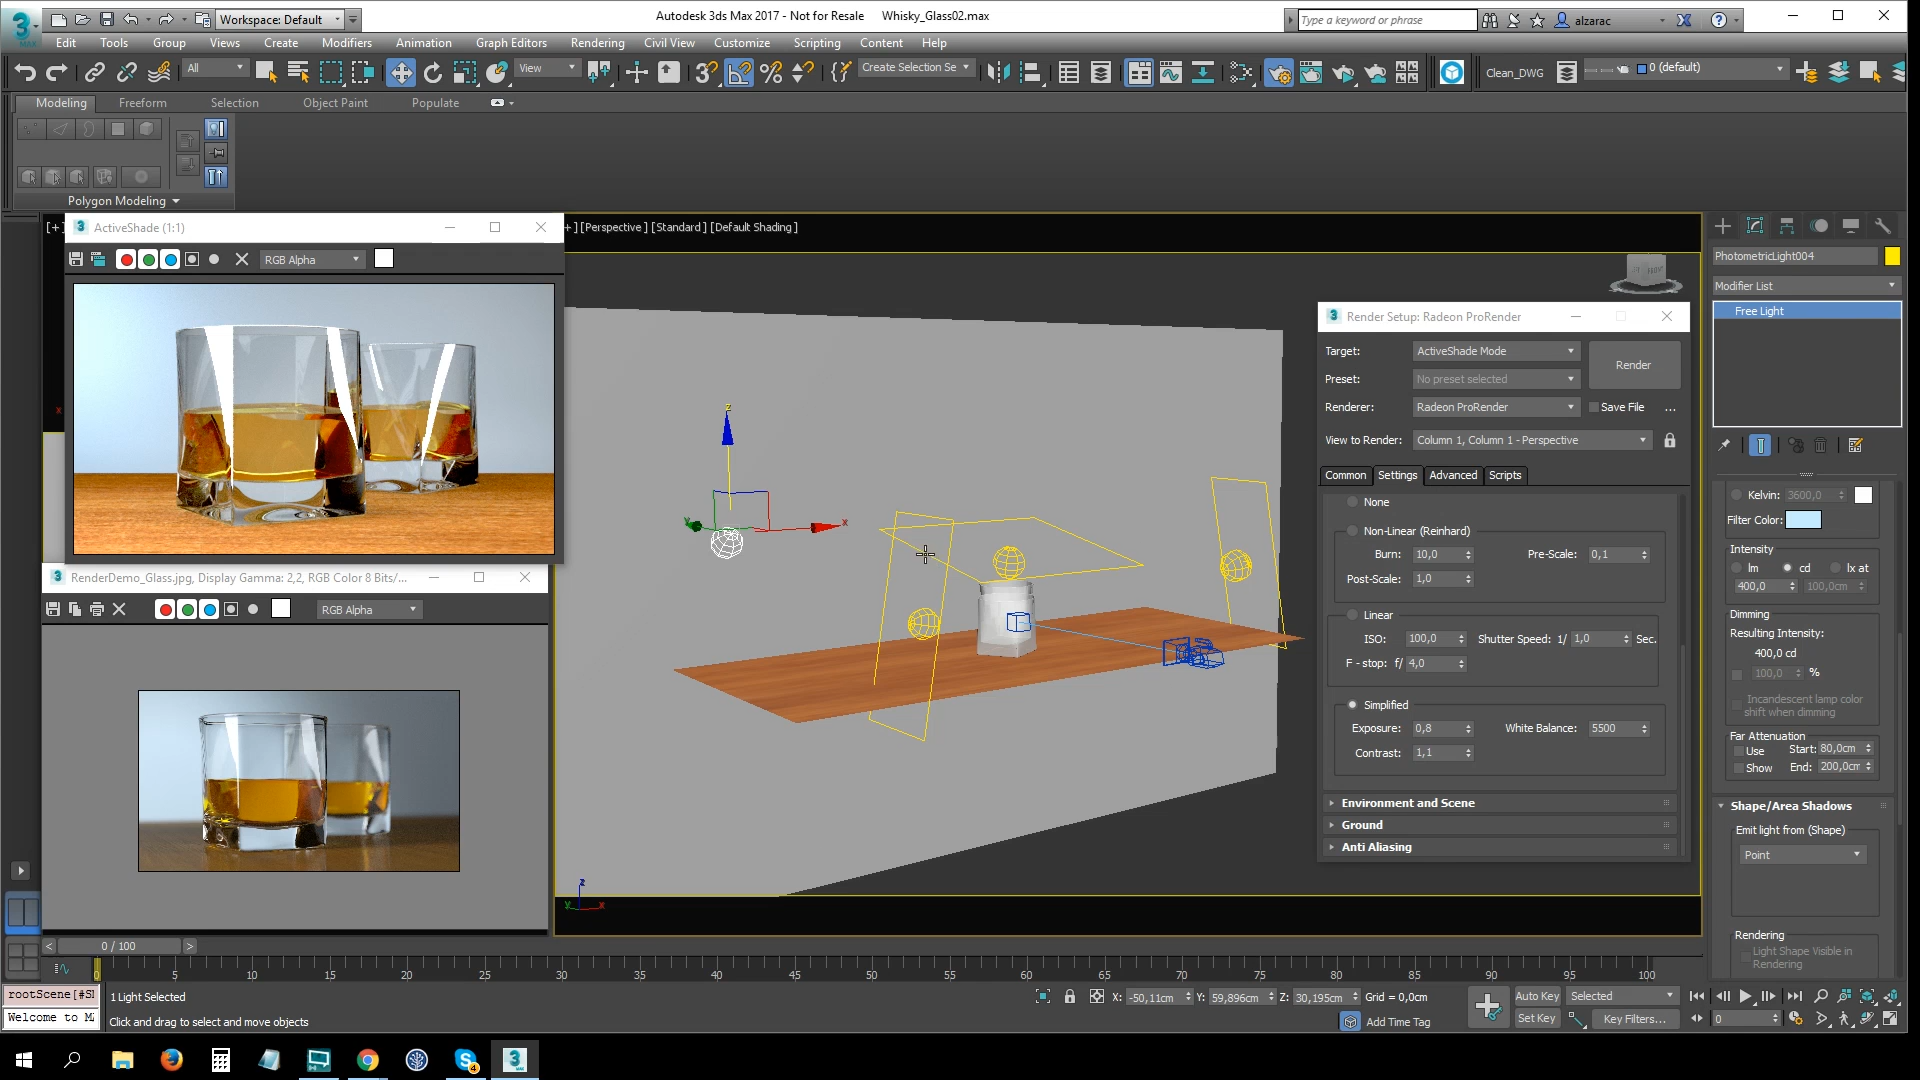 Workspace: Default
Autodesk 3ds Max 2017 - Not for Resale   Whisky_Glass02.max
Type a keyword or phrase
alzarac
MAX
Edit Tools Group Views Create Modifiers Animation Graph Editors Rendering Civil View Customize Scripting Content Help
All
View
Create Selection Se
Clean_DWG
0 (default)
Modeling Freeform Selection Object Paint Populate
Polygon Modeling
[+]
ActiveShade (1:1)
RGB Alpha
+] [Perspective ] [Standard ] [Default Shading ]
RenderDemo_Glass.jpg, Display Gamma: 2,2, RGB Color 8 Bits/...
RGB Alpha
z
x
y
x
z
y
x
Render Setup: Radeon ProRender
Target: ActiveShade Mode
Render
Preset: No preset selected
Renderer: Radeon ProRender
Save File ...
View to Render: Column 1, Column 1 - Perspective
Common Settings Advanced Scripts
None
Non-Linear (Reinhard)
Burn: 10,0 Pre-Scale: 0,1
Post-Scale: 1,0
Linear
ISO: 100,0 Shutter Speed: 1/ 1,0 Sec.
F - stop: f/ 4,0
Simplified
Exposure: 0,8 White Balance: 5500
Contrast: 1,1
Environment and Scene
Ground
Anti Aliasing
PhotometricLight004
Modifier List
Free Light
Kelvin: 3600,0
Filter Color:
Intensity
lm cd lx at
400,0 100,0cm
Dimming
Resulting Intensity:
400,0 cd
100,0 %
Incandescent lamp color
shift when dimming
Far Attenuation
Use Start: 80,0cm
Show End: 200,0cm
Shape/Area Shadows
Emit light from (Shape)
Point
Rendering
Light Shape Visible in
Rendering
< 0 / 100 >
0 5 10 15 20 25 30 35 40 45 50 55 60 65 70 75 80 85 90 95 100
rootScene[#S
1 Light Selected
X: -50,11cm Y: 59,896cm Z: 30,195cm Grid = 0,0cm
Auto Key Selected
Welcome to M
Click and drag to select and move objects
Add Time Tag
Set Key Key Filters...
0
4